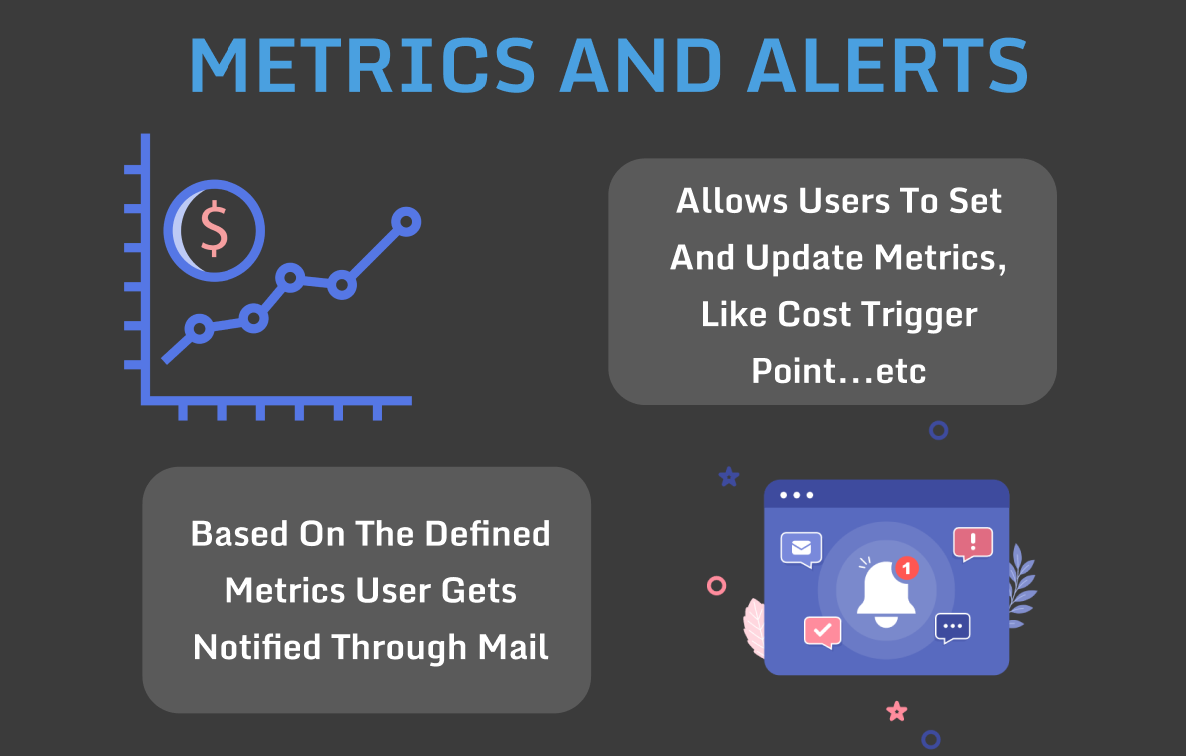 METRICS AND ALERTS
$
Allows Users To Set
And Update Metrics,
Like Cost Trigger
Point...etc
Based On The Defined
Metrics User Gets
Notified Through Mail
1